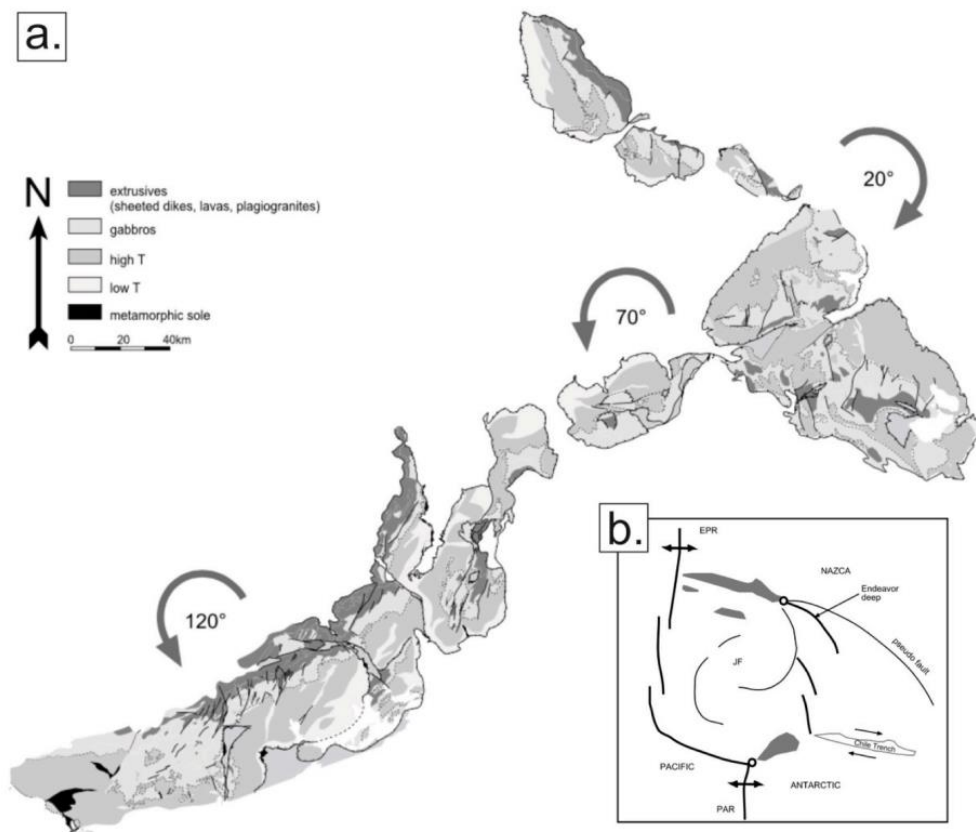 a.
N
extrusives
(sheeted dikes, lavas, plagiogranites)
gabbros
high T
low T
metamorphic sole
0 20 40km
20°
70°
120°
b.
EPR
NAZCA
Endeavor
deep
pseudo fault
JF
Chile Trench
PACIFIC
ANTARCTIC
PAR